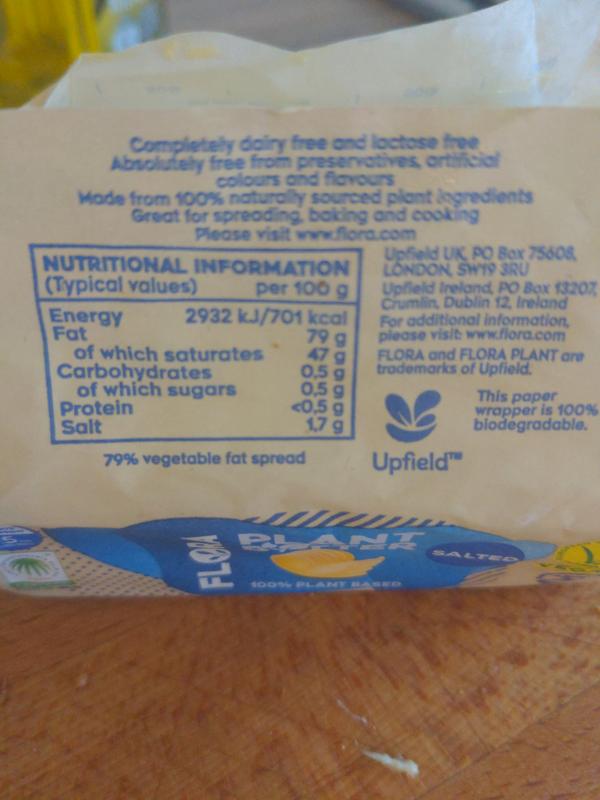 Completely dairy free and lactose free
Absolutely free from preservatives, artificial
colours and flavours
Made from 100% naturally sourced plant ingredients
Great for spreading, baking and cooking
Please visit www.flora.com
NUTRITIONAL INFORMATION
(Typical values) per 100 g
Energy 2932 kJ/701 kcal
Fat 79 g
of which saturates 47 g
Carbohydrates 0,5 g
of which sugars 0,5 g
Protein <0,5 g
Salt 1,7 g
79% vegetable fat spread
Upfield UK, PO Box 75608,
LONDON, SW19 3RU
Upfield Ireland, PO Box 13207,
Crumlin, Dublin 12, Ireland
For additional information,
please visit: www.flora.com
FLORA and FLORA PLANT are
trademarks of Upfield.
This paper
wrapper is 100%
biodegradable.
Upfield™
FLORA
PLANT
SALTED
100% PLANT BASED